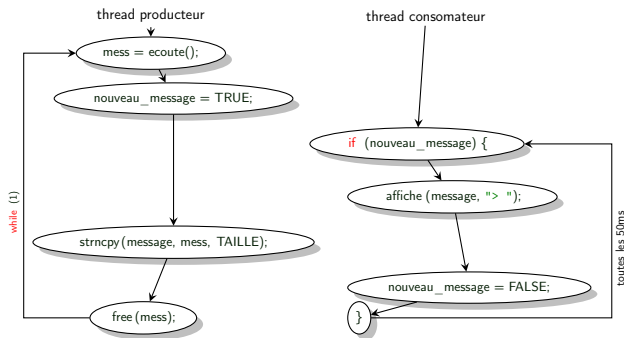 thread producteur
mess = ecoute();
nouveau_message = TRUE;
strncpy(message, mess, TAILLE);
free(mess);
while (1)
thread consomateur
if (nouveau_message) {
affiche(message, "> ");
nouveau_message = FALSE;
}
toutes les 50ms